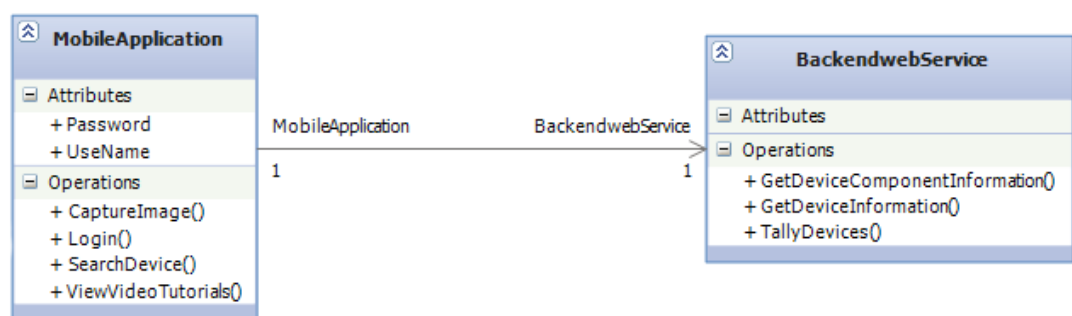 MobileApplication
Attributes
+ Password
+ UseName
Operations
+ CaptureImage()
+ Login()
+ SearchDevice()
+ ViewVideoTutorials()
MobileApplication
BackendwebService
1
1
BackendwebService
Attributes
Operations
+ GetDeviceComponentInformation()
+ GetDeviceInformation()
+ TallyDevices()